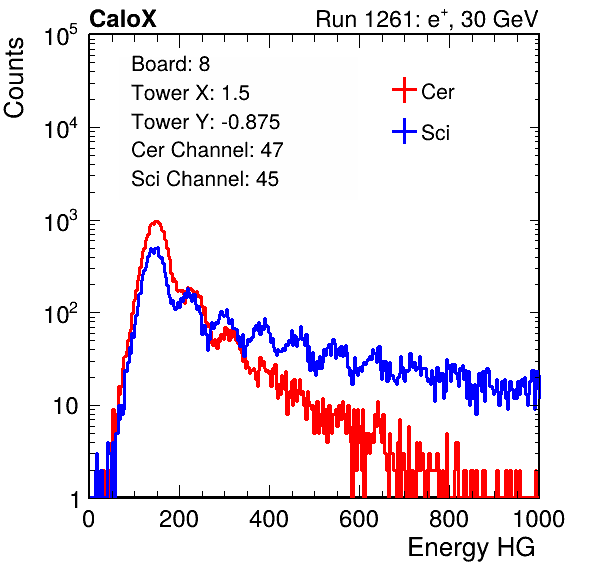 CaloX Run 1261: e⁺, 30 GeV
Counts
10⁵
10⁴
10³
10²
10
1
Board: 8
Tower X: 1.5
Tower Y: -0.875
Cer Channel: 47
Sci Channel: 45
Cer
Sci
0 200 400 600 800 1000
Energy HG